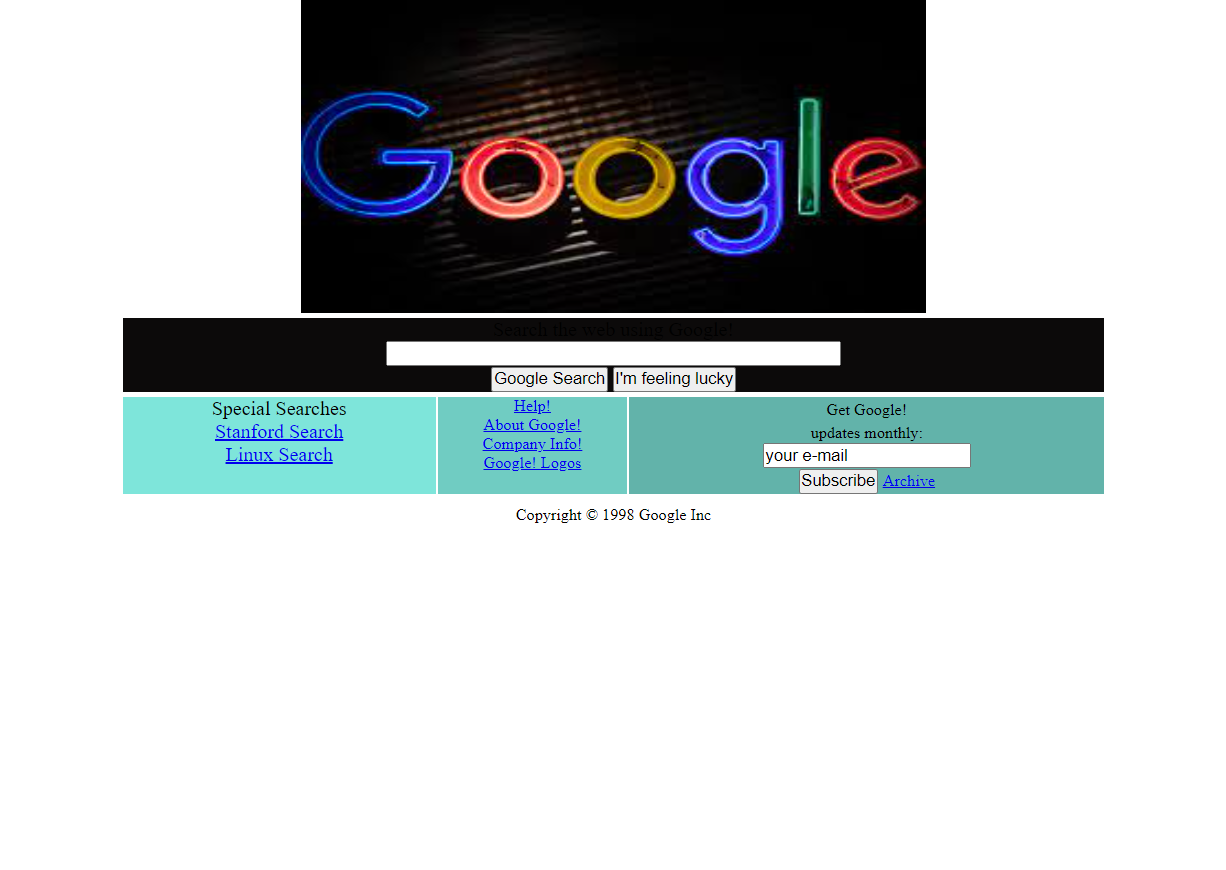 Google
Search the web using Google!
Google Search I'm feeling lucky
Special Searches
Stanford Search
Linux Search
Help!
About Google!
Company Info!
Google! Logos
Get Google!
updates monthly:
your e-mail
Subscribe Archive
Copyright © 1998 Google Inc